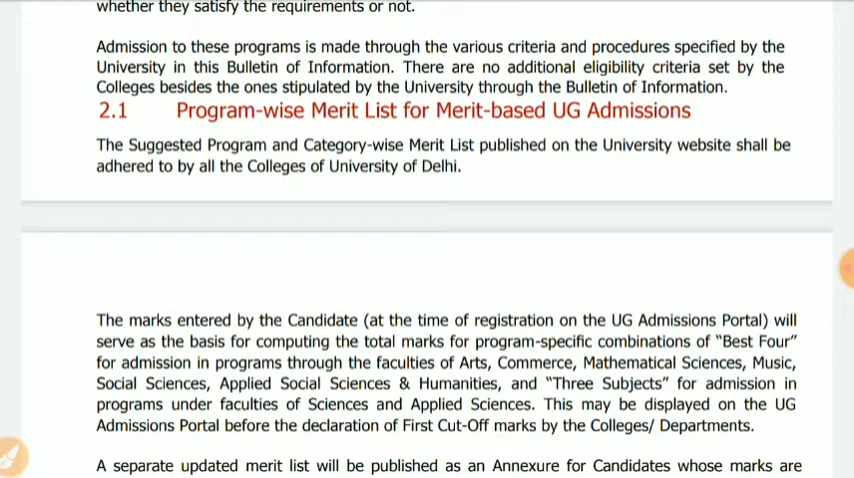 whether they satisfy the requirements or not.
Admission to these programs is made through the various criteria and procedures specified by the
University in this Bulletin of Information. There are no additional eligibility criteria set by the
Colleges besides the ones stipulated by the University through the Bulletin of Information.
2.1 Program-wise Merit List for Merit-based UG Admissions
The Suggested Program and Category-wise Merit List published on the University website shall be
adhered to by all the Colleges of University of Delhi.
The marks entered by the Candidate (at the time of registration on the UG Admissions Portal) will
serve as the basis for computing the total marks for program-specific combinations of “Best Four”
for admission in programs through the faculties of Arts, Commerce, Mathematical Sciences, Music,
Social Sciences, Applied Social Sciences & Humanities, and “Three Subjects” for admission in
programs under faculties of Sciences and Applied Sciences. This may be displayed on the UG
Admissions Portal before the declaration of First Cut-Off marks by the Colleges/ Departments.
A separate updated merit list will be published as an Annexure for Candidates whose marks are